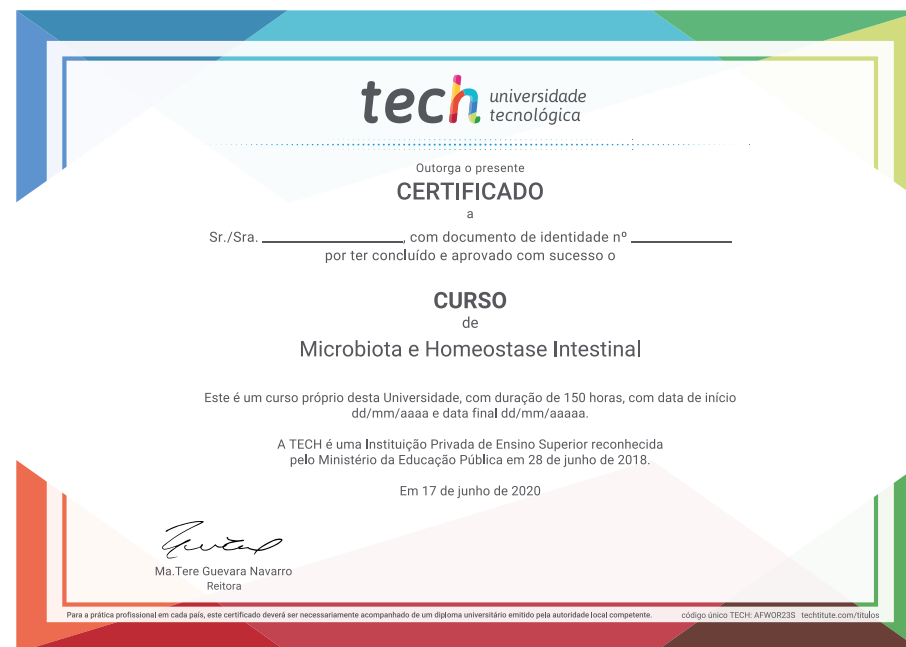 tech universidade
tecnológica
Outorga o presente
CERTIFICADO
a
Sr./Sra. ________________, com documento de identidade nº ____________
por ter concluído e aprovado com sucesso o
CURSO
de
Microbiota e Homeostase Intestinal
Este é um curso próprio desta Universidade, com duração de 150 horas, com data de início
dd/mm/aaaa e data final dd/mm/aaaaa.
A TECH é uma Instituição Privada de Ensino Superior reconhecida
pelo Ministério da Educação Pública em 28 de junho de 2018.
Em 17 de junho de 2020
Ma.Tere Guevara Navarro
Reitora
Para a prática profissional em cada país, este certificado deverá ser necessariamente acompanhado de um diploma universitário emitido pela autoridade local competente. código único TECH: AFWOR23S techtitute.com/titulos